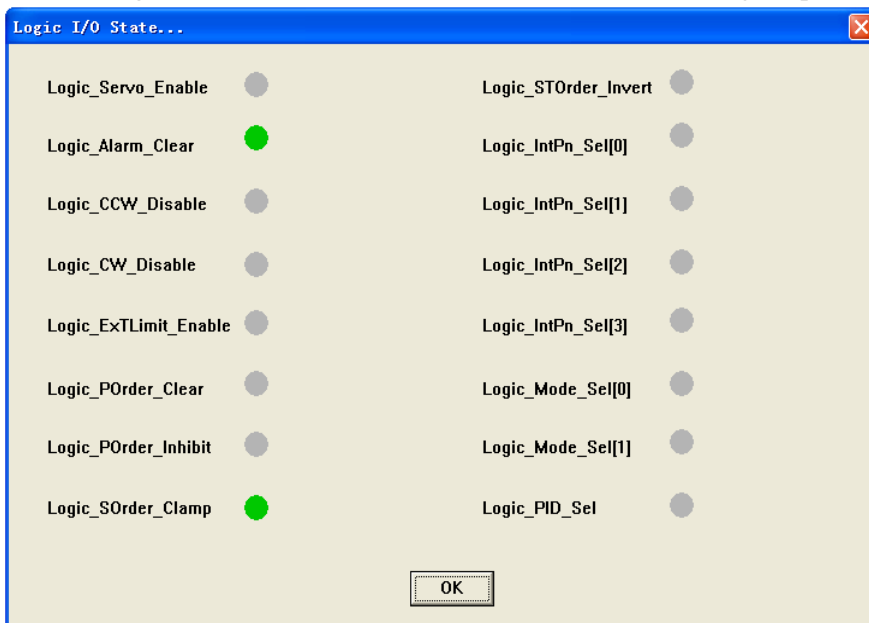 Logic I/O State...
Logic_Servo_Enable
Logic_Alarm_Clear
Logic_CCW_Disable
Logic_CW_Disable
Logic_ExTLimit_Enable
Logic_POrder_Clear
Logic_POrder_Inhibit
Logic_SOrder_Clamp
Logic_STOrder_Invert
Logic_IntPn_Sel[0]
Logic_IntPn_Sel[1]
Logic_IntPn_Sel[2]
Logic_IntPn_Sel[3]
Logic_Mode_Sel[0]
Logic_Mode_Sel[1]
Logic_PID_Sel
OK